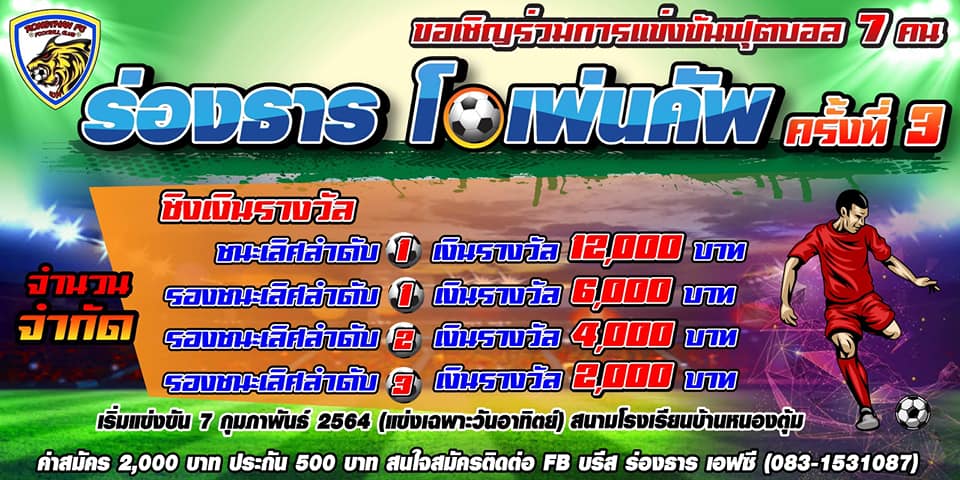 RONGTHAN FC
FOOTBALL CLUB
ขอเชิญร่วมการแข่งขันฟุตบอล 7 คน
ร่องธาร โอเพ่นคัพ ครั้งที่ 3
ชิงเงินรางวัล
ชนะเลิศลำดับ 1 เงินรางวัล 12,000 บาท
รองชนะเลิศลำดับ 1 เงินรางวัล 6,000 บาท
รองชนะเลิศลำดับ 2 เงินรางวัล 4,000 บาท
รองชนะเลิศลำดับ 3 เงินรางวัล 2,000 บาท
จำนวน
จำกัด
เริ่มแข่งขัน 7 กุมภาพันธ์ 2564 (แข่งเฉพาะวันอาทิตย์) สนามโรงเรียนบ้านหนองตุ้ม
ค่าสมัคร 2,000 บาท ประกัน 500 บาท สนใจสมัครติดต่อ FB บรีส ร่องธาร เอฟซี (083-1531087)